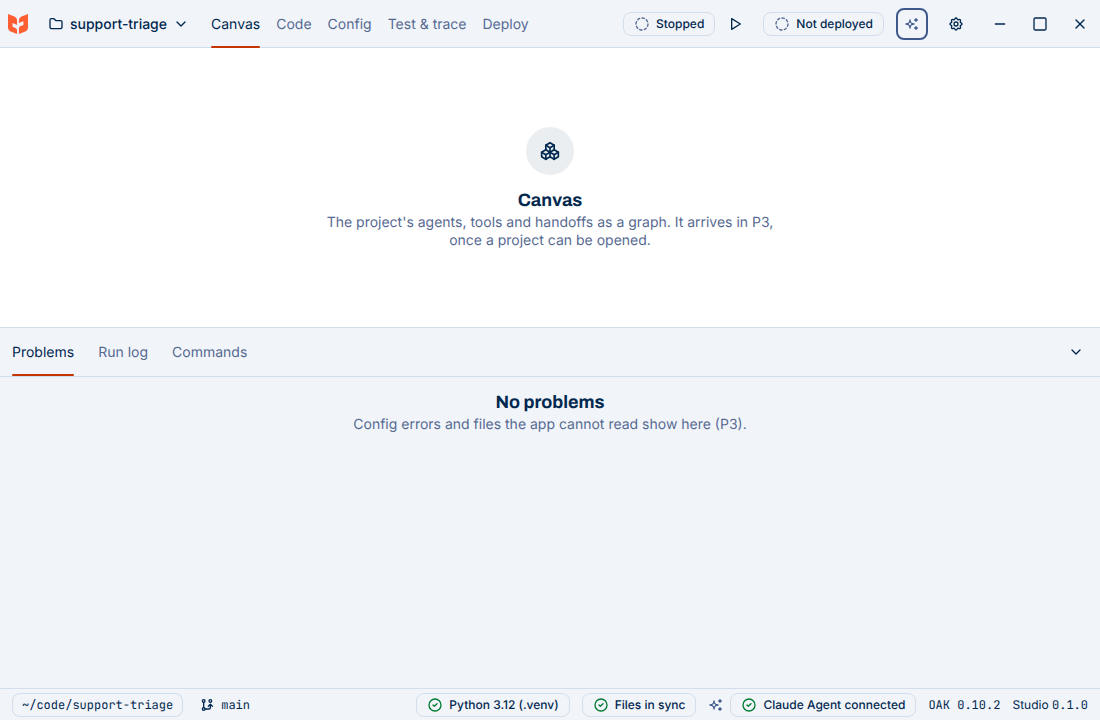 support-triage
Canvas
Code
Config
Test & trace
Deploy
Stopped
Not deployed
Canvas
The project's agents, tools and handoffs as a graph. It arrives in P3,
once a project can be opened.
Problems
Run log
Commands
No problems
Config errors and files the app cannot read show here (P3).
~/code/support-triage
main
Python 3.12 (.venv)
Files in sync
Claude Agent connected
OAK 0.10.2
Studio 0.1.0